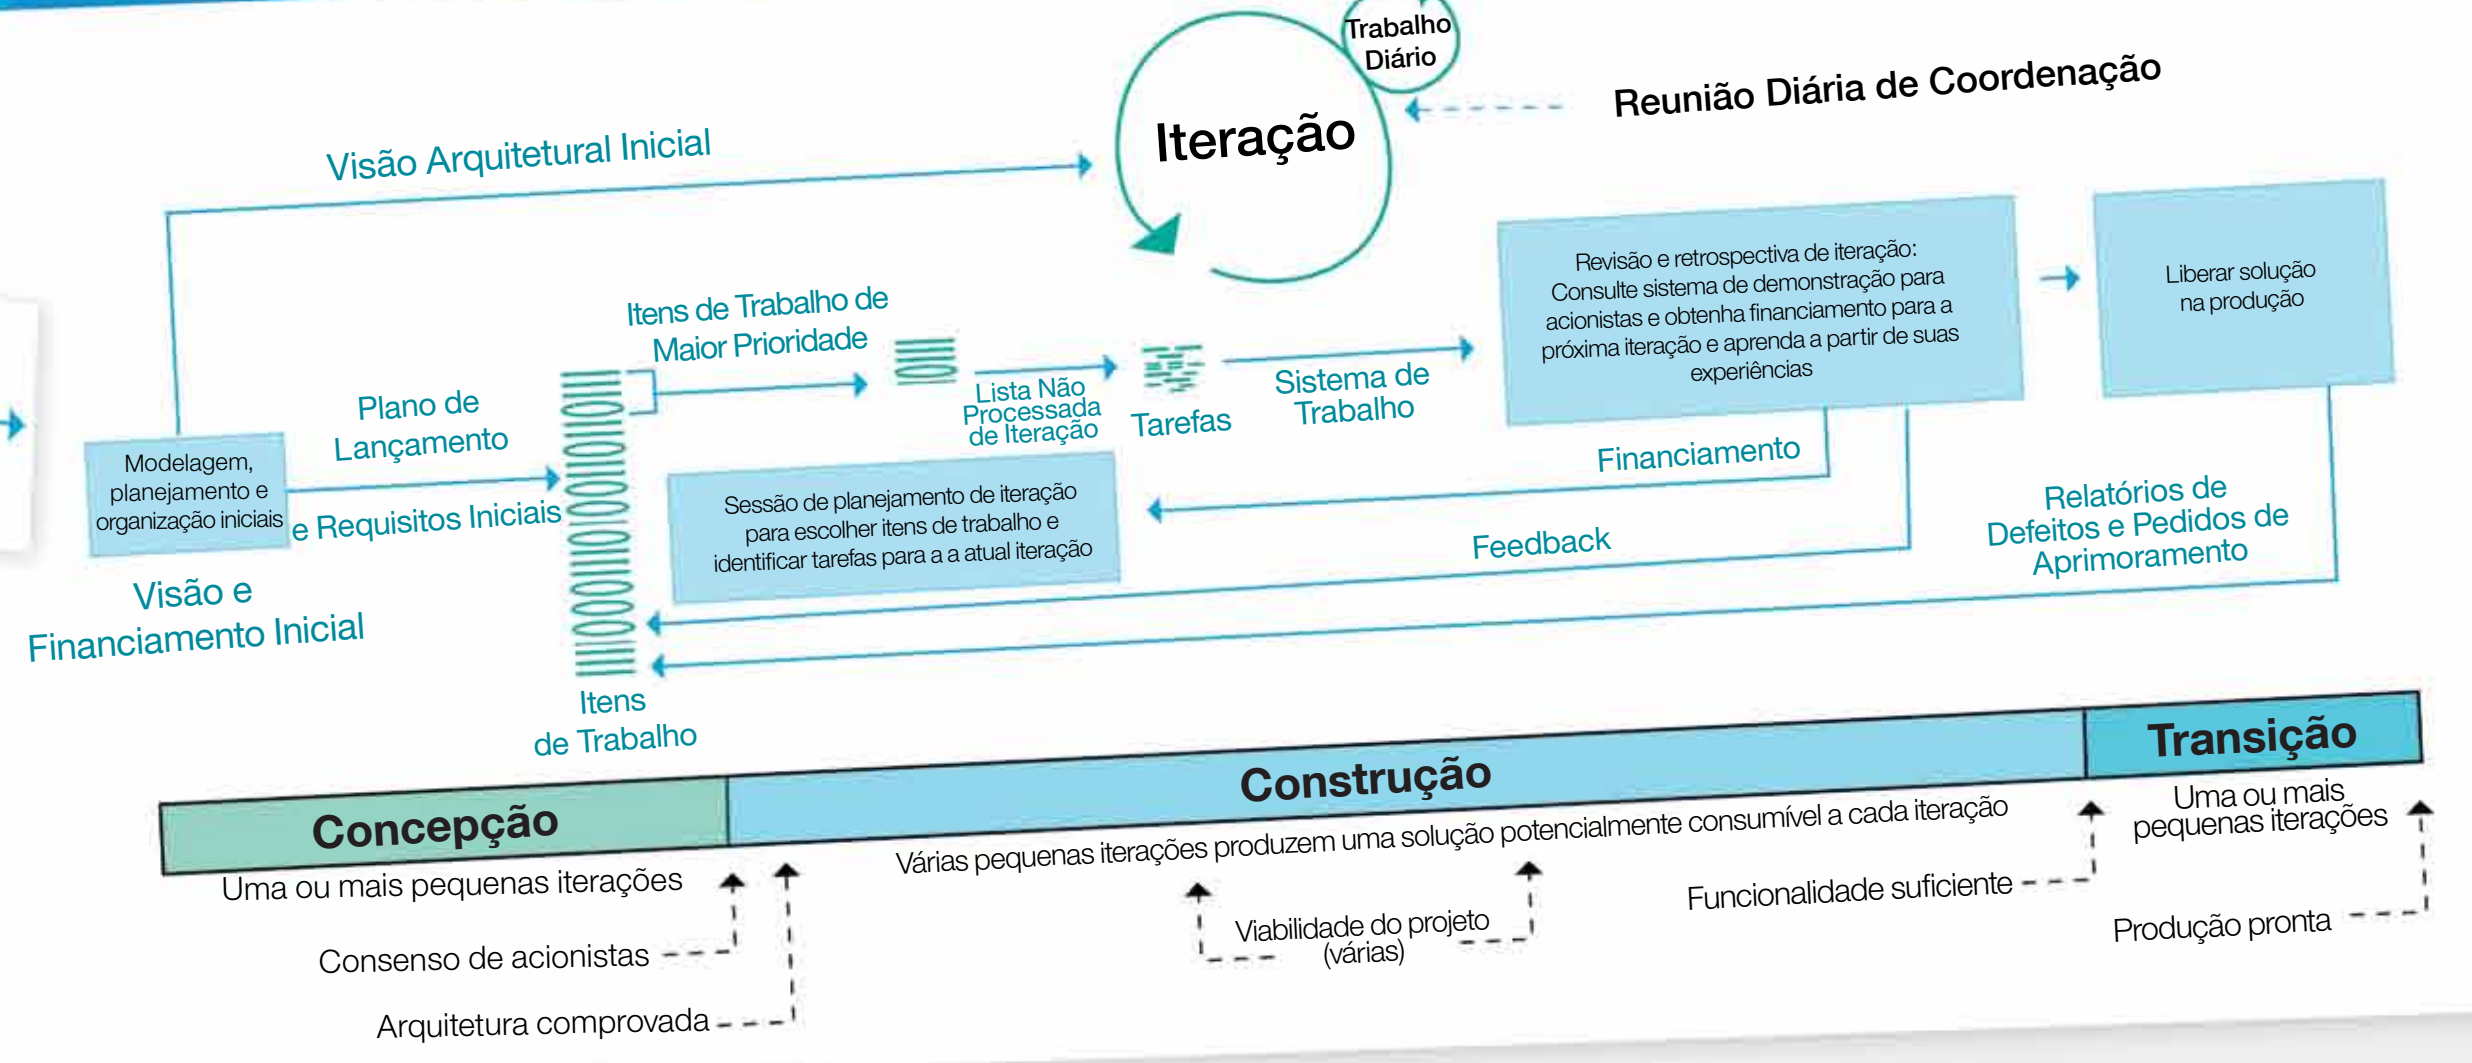 Trabalho
Diário
Reunião Diária de Coordenação
Iteração
Visão Arquitetural Inicial
Itens de Trabalho de
Maior Prioridade
Plano de
Lançamento
Modelagem,
planejamento e
organização iniciais
e Requisitos Iniciais
Visão e
Financiamento Inicial
Itens
de Trabalho
Lista Não
Processada
de Iteração
Tarefas
Sistema de
Trabalho
Revisão e retrospectiva de iteração:
Consulte sistema de demonstração para
acionistas e obtenha financiamento para a
próxima iteração e aprenda a partir de suas
experiências
Liberar solução
na produção
Sessão de planejamento de iteração
para escolher itens de trabalho e
identificar tarefas para a a atual iteração
Financiamento
Feedback
Relatórios de
Defeitos e Pedidos de
Aprimoramento
Concepção
Construção
Transição
Uma ou mais pequenas iterações
Várias pequenas iterações produzem uma solução potencialmente consumível a cada iteração
Uma ou mais
pequenas iterações
Consenso de acionistas
Arquitetura comprovada
Viabilidade do projeto
(várias)
Funcionalidade suficiente
Produção pronta